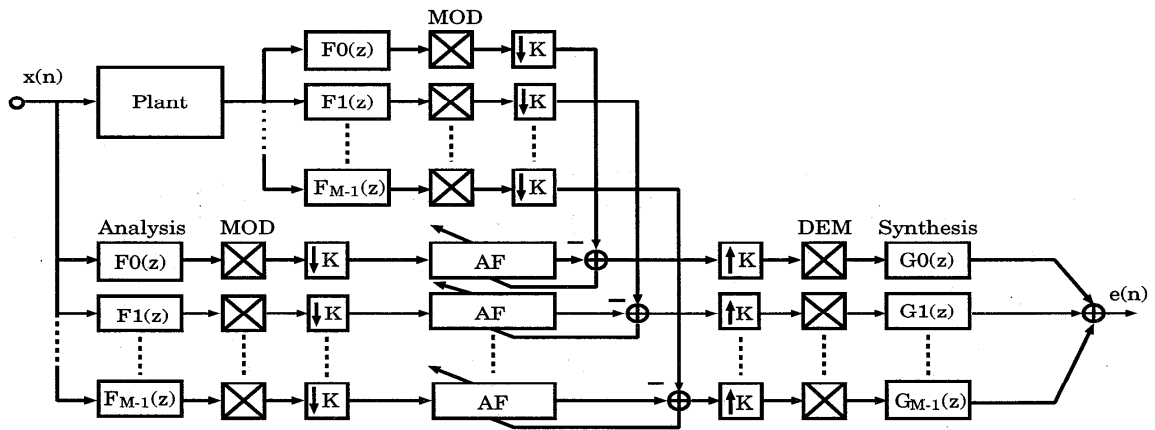 MOD
F0(z) ↓K
x(n)
Plant F1(z) ↓K
FM-1(z) ↓K
Analysis MOD DEM Synthesis
F0(z) ↓K AF − ↑K G0(z)
F1(z) ↓K AF − ↑K G1(z) e(n)
FM-1(z) ↓K AF − ↑K GM-1(z)